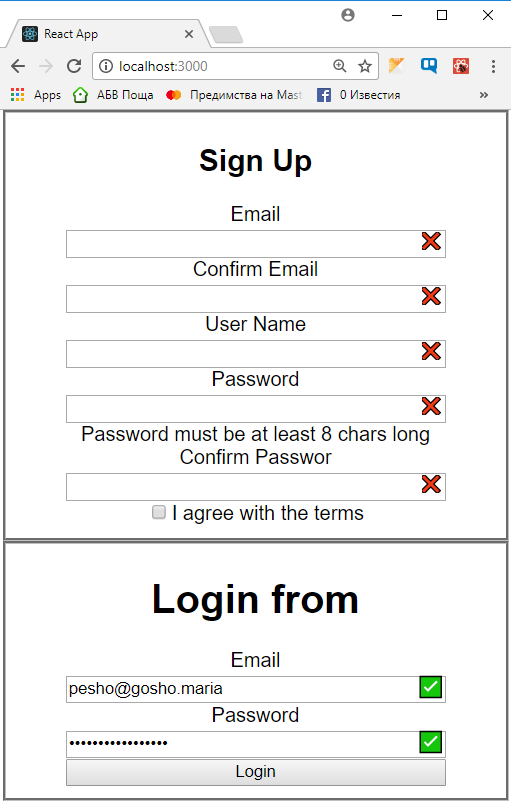 React App
localhost:3000
Apps АБВ Поща Предимства на Mast 0 Известия »
Sign Up
Email
Confirm Email
User Name
Password
Password must be at least 8 chars long
Confirm Passwor
I agree with the terms
Login from
Email
pesho@gosho.maria
Password
•••••••••••••••••
Login